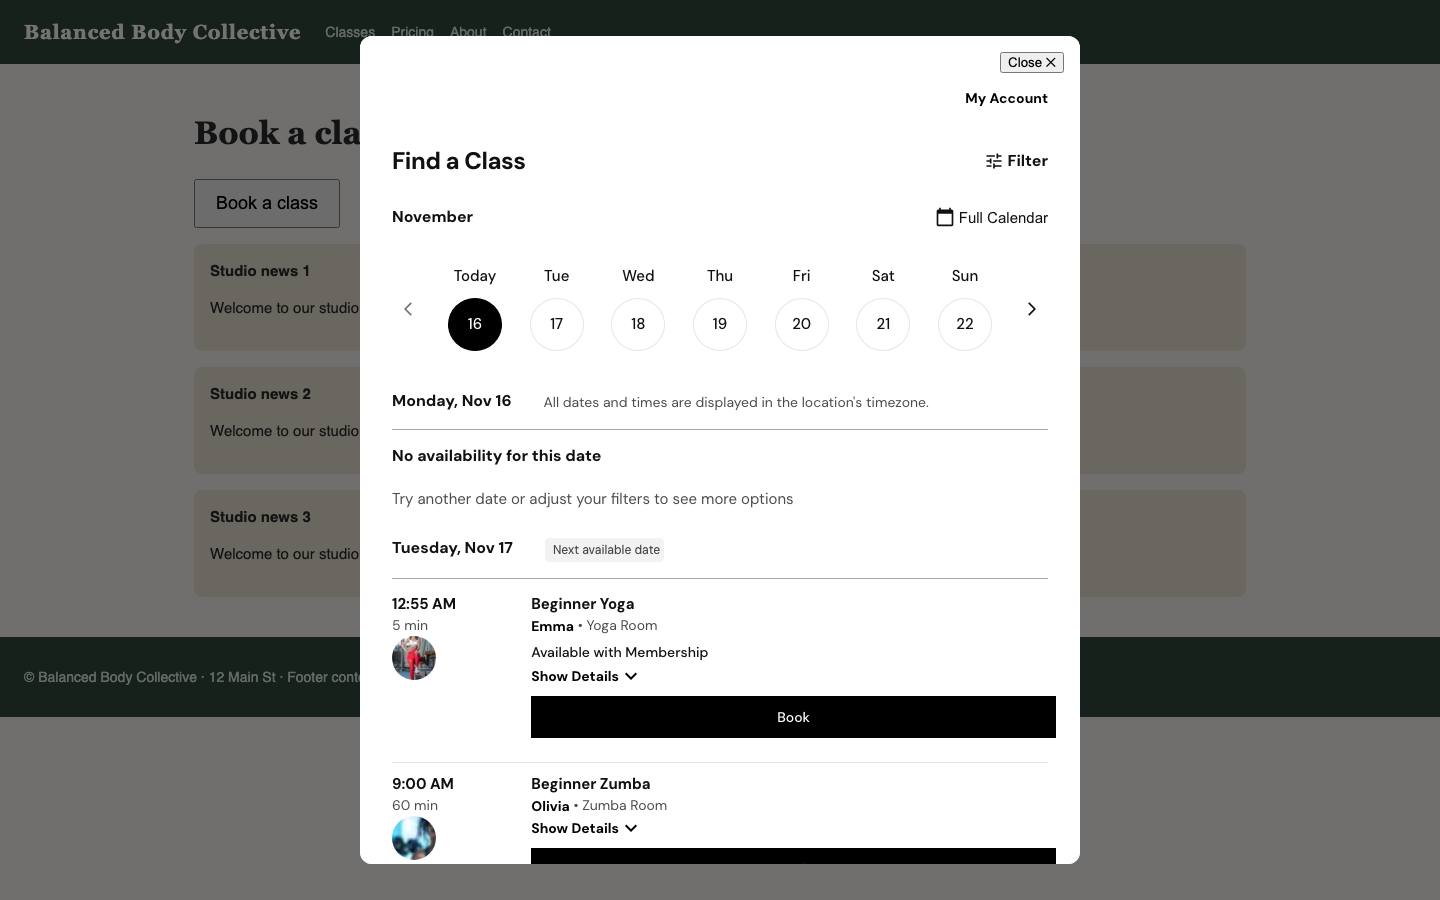 Balanced Body Collective Classes Pricing About Contact
Close
My Account
Book a cla
Find a Class
Filter
Book a class
November
Full Calendar
Today Tue Wed Thu Fri Sat Sun
16 17 18 19 20 21 22
Studio news 1
Welcome to our studio
Studio news 2
Welcome to our studio
Studio news 3
Welcome to our studio
Monday, Nov 16 All dates and times are displayed in the location's timezone.
No availability for this date
Try another date or adjust your filters to see more options
Tuesday, Nov 17 Next available date
12:55 AM
5 min
Beginner Yoga
Emma • Yoga Room
Available with Membership
Show Details
Book
9:00 AM
60 min
Beginner Zumba
Olivia • Zumba Room
Show Details
© Balanced Body Collective · 12 Main St · Footer conte